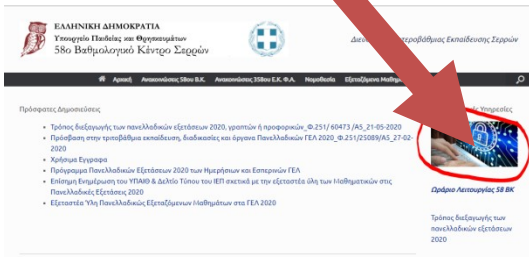 ΕΛΛΗΝΙΚΗ ΔΗΜΟΚΡΑΤΙΑ
Υπουργείο Παιδείας και Θρησκευμάτων
58ο Βαθμολογικό Κέντρο Σερρών
Εκπαίδευσης Σερρών
Αρχική Ανακοινώσεις 58ου Β.Κ. Ανακοινώσεις 358ου Ε.Κ. Φ.Α. Νομοθεσία Εξεταζόμενα
Πρόσφατες Δημοσιεύσεις
Υπηρεσίες
Τρόπος διεξαγωγής των πανελλαδικών εξετάσεων 2020, γραπτών ή προφορικών_Φ.251/ 60473 /Α5_21-05-2020
Πρόσβαση στην τριτοβάθμια εκπαίδευση, διαδικασίες και όργανα Πανελλαδικών ΓΕΛ 2020_Φ.251/25089/Α5_27-02-
2020
Χρήσιμα Εγγραφα
Πρόγραμμα Πανελλαδικών Εξετάσεων 2020 των Ημερήσιων και Εσπερινών ΓΕΛ
Επίσημη Ενημέρωση του ΥΠΑΙΘ & Δελτίο Τύπου του ΙΕΠ σχετικά με την εξεταστέα ύλη των Μαθηματικών στις
Πανελλαδικές Εξετάσεις 2020
Εξεταστέα Ύλη Πανελλαδικώς Εξεταζόμενων Μαθημάτων στα ΓΕΛ 2020
Ωράριο Λειτουργίας 58 ΒΚ
Τρόπος διεξαγωγής των
πανελλαδικών εξετάσεων
2020